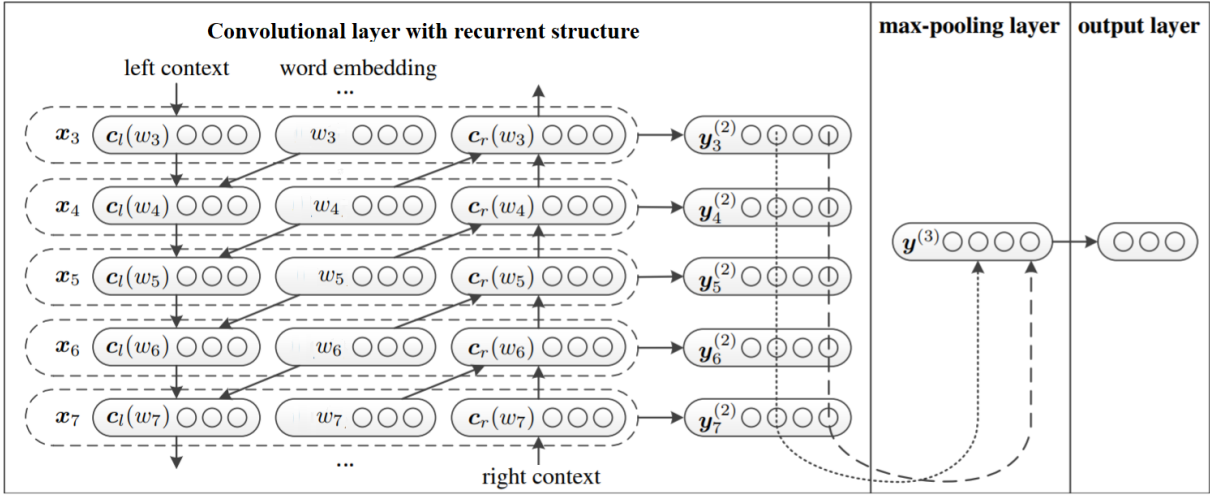 Convolutional layer with recurrent structure
max-pooling layer
output layer
left context
word embedding
...
x₃ cₗ(w₃) w₃ cᵣ(w₃) y₃⁽²⁾
x₄ cₗ(w₄) w₄ cᵣ(w₄) y₄⁽²⁾
x₅ cₗ(w₅) w₅ cᵣ(w₅) y₅⁽²⁾
x₆ cₗ(w₆) w₆ cᵣ(w₆) y₆⁽²⁾
x₇ cₗ(w₇) w₇ cᵣ(w₇) y₇⁽²⁾
y⁽³⁾
...
right context